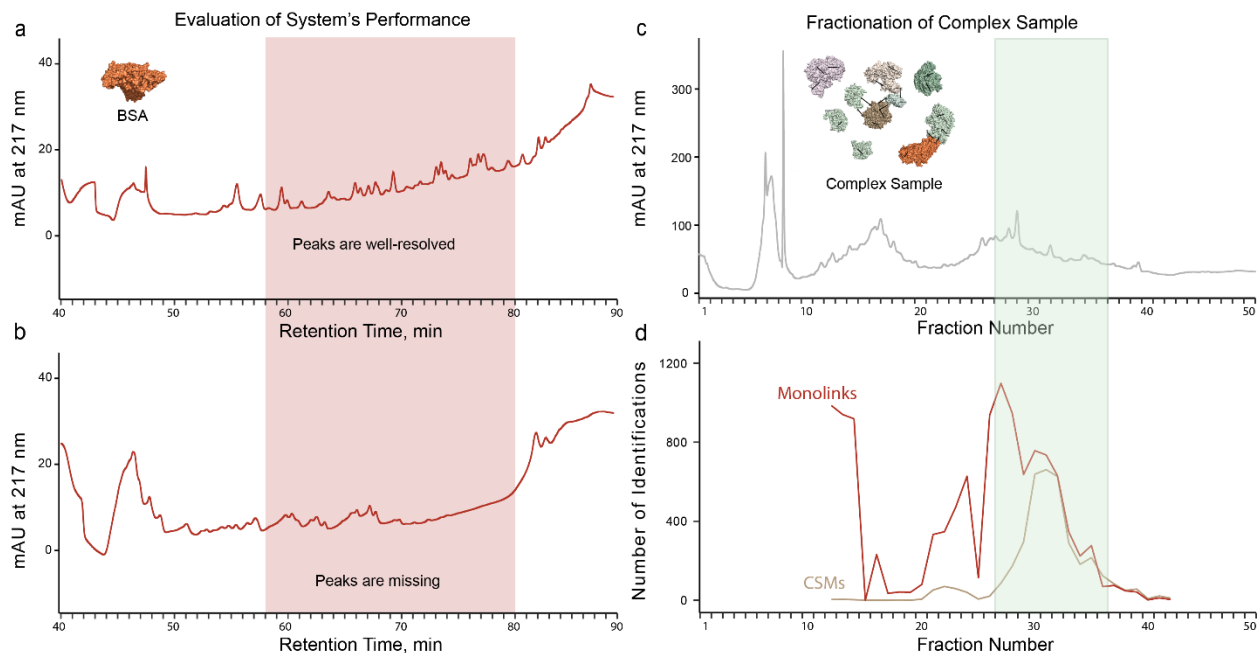 Evaluation of System's Performance
a
40
20
0
mAU at 217 nm
BSA
Peaks are well-resolved
40
50
60
70
80
90
Retention Time, min
b
40
20
0
mAU at 217 nm
Peaks are missing
40
50
60
70
80
90
Retention Time, min
Fractionation of Complex Sample
c
300
200
100
0
mAU at 217 nm
Complex Sample
1
10
20
30
40
50
Fraction Number
d
1200
800
400
0
Number of Identifications
Monolinks
CSMs
1
10
20
30
40
50
Fraction Number